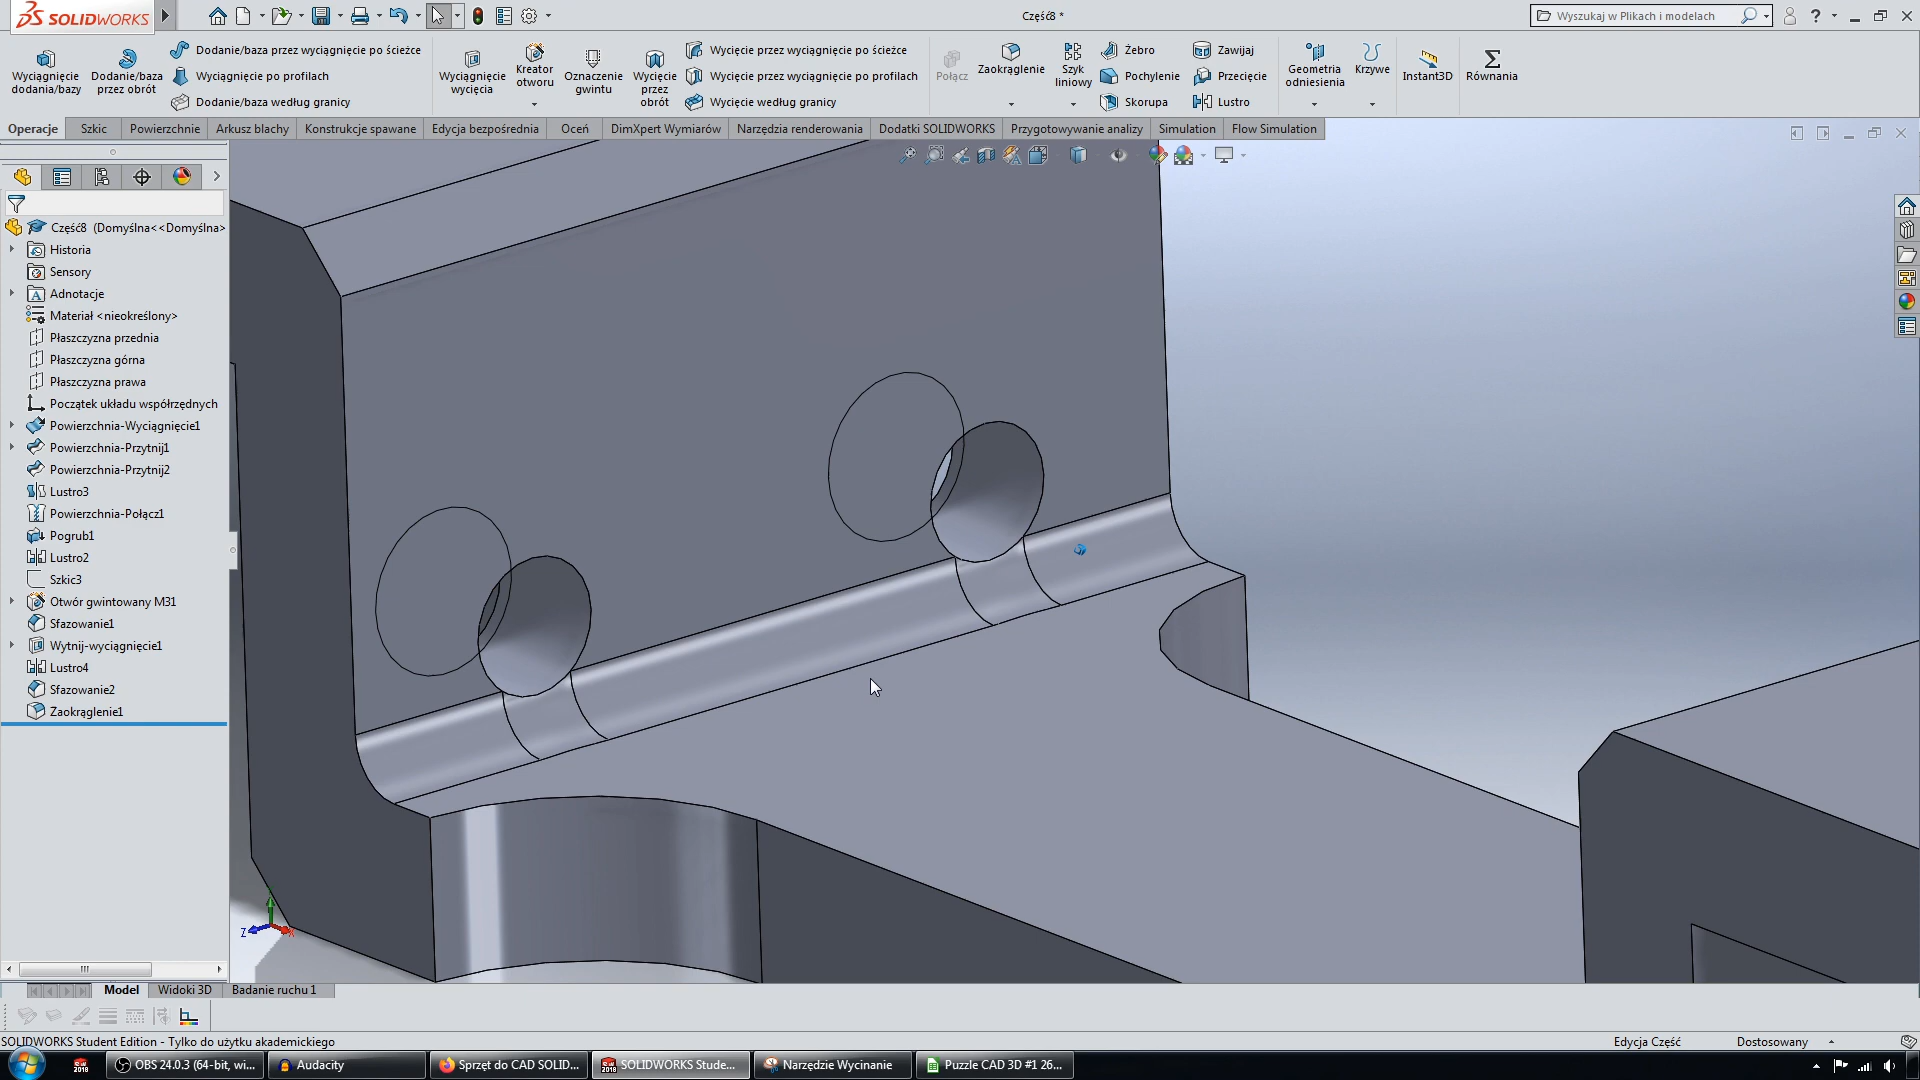 SOLIDWORKS
Część8 *
Wyszukaj w Plikach i modelach
?
Wyciągnięcie dodania/bazy
Dodanie/baza przez obrót
Dodanie/baza przez wyciągnięcie po ścieżce
Wyciągnięcie po profilach
Dodanie/baza według granicy
Wyciągnięcie wycięcia
Kreator otworu
Oznaczenie gwintu
Wycięcie przez obrót
Wycięcie przez wyciągnięcie po ścieżce
Wycięcie przez wyciągnięcie po profilach
Wycięcie według granicy
Połącz
Zaokrąglenie
Szyk liniowy
Żebro
Pochylenie
Skorupa
Zawijaj
Przecięcie
Lustro
Geometria odniesienia
Krzywe
Instant3D
Równania
Operacje
Szkic
Powierzchnie
Arkusz blachy
Konstrukcje spawane
Edycja bezpośrednia
Oceń
DimXpert Wymiarów
Narzędzia renderowania
Dodatki SOLIDWORKS
Przygotowywanie analizy
Simulation
Flow Simulation
Część8 (Domyślna<<Domyślna>
Historia
Sensory
Adnotacje
Materiał <nieokreślony>
Płaszczyzna przednia
Płaszczyzna górna
Płaszczyzna prawa
Początek układu współrzędnych
Powierzchnia-Wyciągnięcie1
Powierzchnia-Przytnij1
Powierzchnia-Przytnij2
Lustro3
Powierzchnia-Połącz1
Pogrub1
Lustro2
Szkic3
Otwór gwintowany M31
Sfazowanie1
Wytnij-wyciągnięcie1
Lustro4
Sfazowanie2
Zaokrąglenie1
Z
X
Model
Widoki 3D
Badanie ruchu 1
SOLIDWORKS Student Edition - Tylko do użytku akademickiego
Edycja Część
Dostosowany
2018
OBS 24.0.3 (64-bit, wi...
Audacity
Sprzęt do CAD SOLID...
SOLIDWORKS Stude...
Narzędzie Wycinanie
Puzzle CAD 3D #1 26...